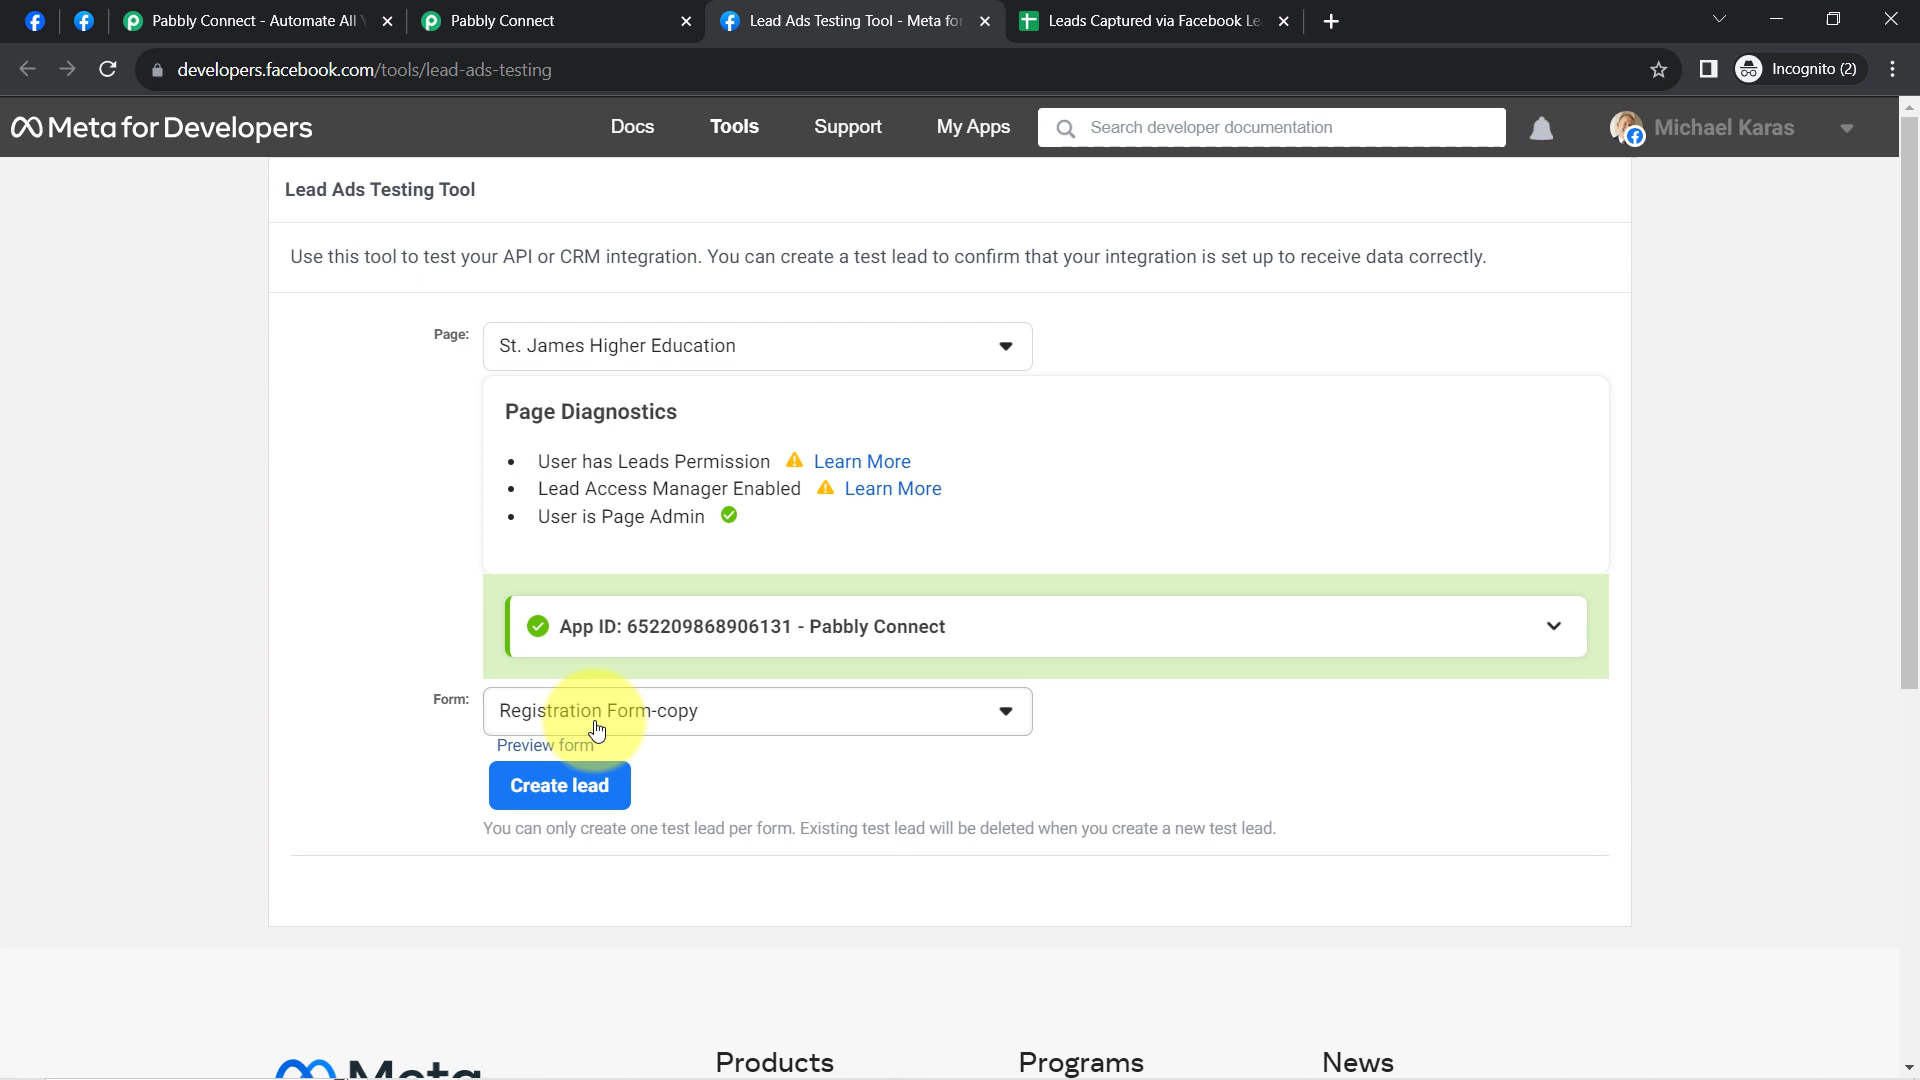 Pabbly Connect - Automate All
Pabbly Connect
Lead Ads Testing Tool - Meta for
Leads Captured via Facebook Le
developers.facebook.com/tools/lead-ads-testing
Incognito (2)
Meta for Developers
Docs
Tools
Support
My Apps
Search developer documentation
Michael Karas
Lead Ads Testing Tool
Use this tool to test your API or CRM integration. You can create a test lead to confirm that your integration is set up to receive data correctly.
Page:
St. James Higher Education
Page Diagnostics
• User has Leads Permission Learn More
• Lead Access Manager Enabled Learn More
• User is Page Admin
App ID: 652209868906131 - Pabbly Connect
Form:
Registration Form-copy
Preview form
Create lead
You can only create one test lead per form. Existing test lead will be deleted when you create a new test lead.
Meta
Products
Programs
News